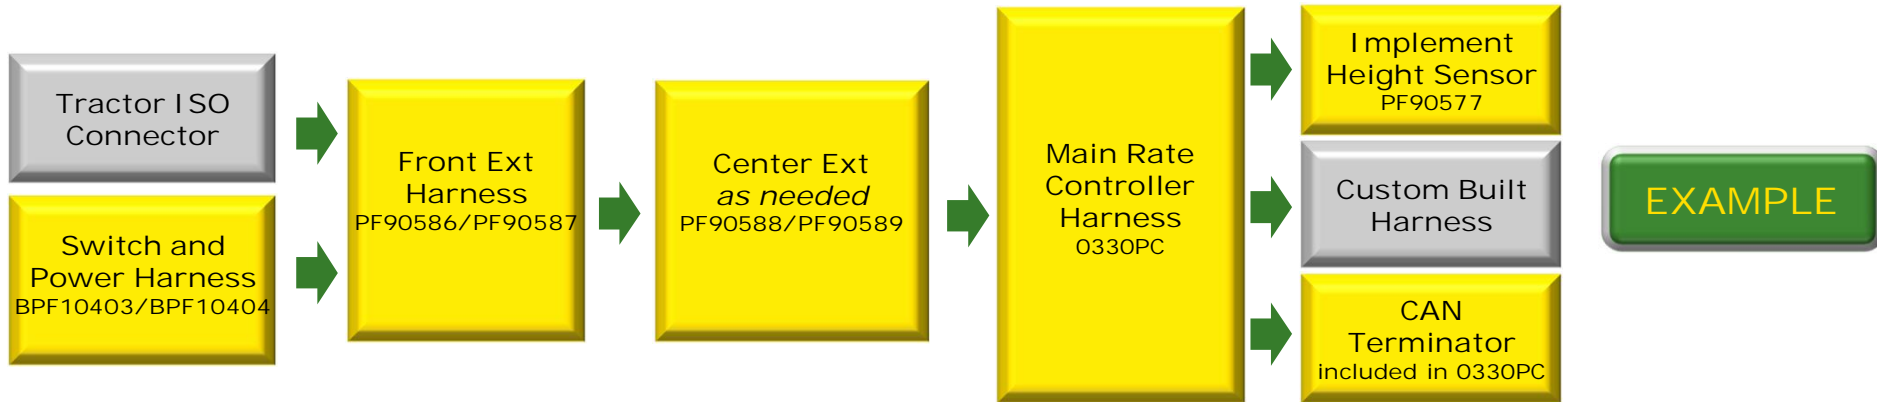 Tractor ISO
Connector
Switch and
Power Harness
BPF10403/BPF10404
Front Ext
Harness
PF90586/PF90587
Center Ext
as needed
PF90588/PF90589
Main Rate
Controller
Harness
0330PC
Implement
Height Sensor
PF90577
Custom Built
Harness
CAN
Terminator
included in 0330PC
EXAMPLE